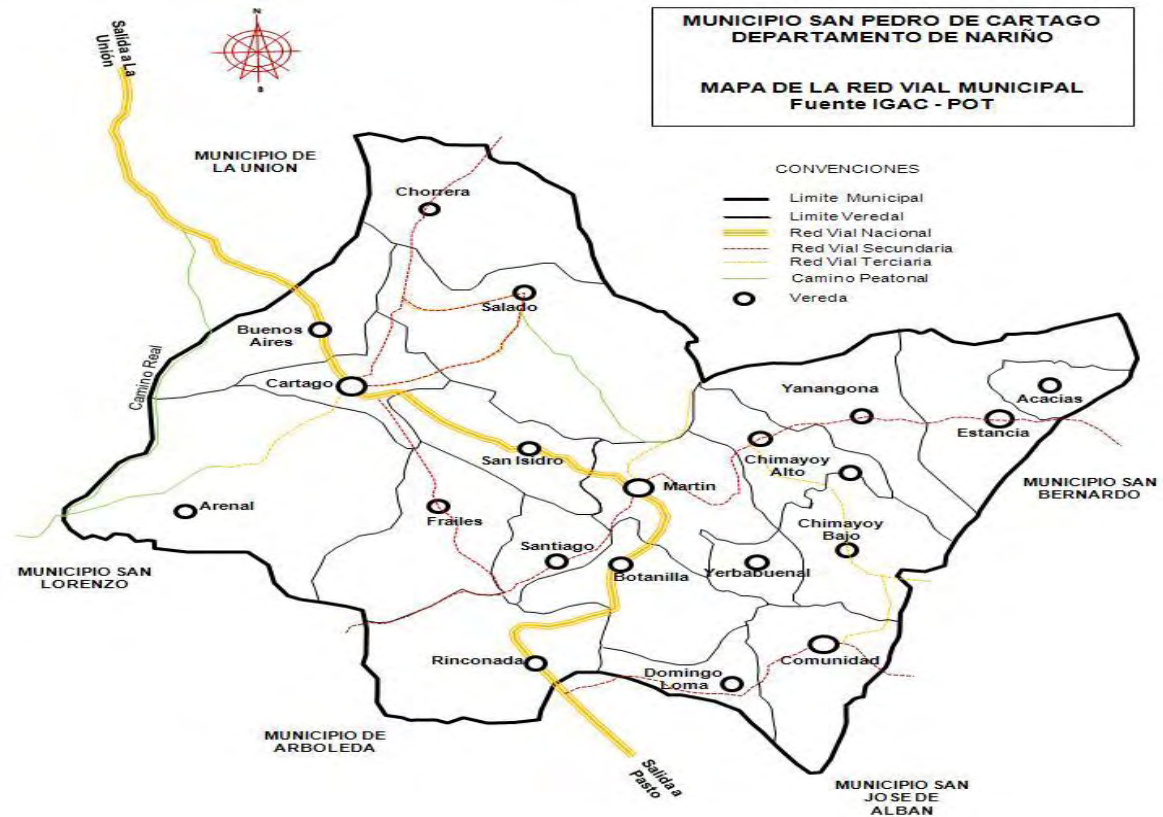 MUNICIPIO SAN PEDRO DE CARTAGO
DEPARTAMENTO DE NARIÑO
MAPA DE LA RED VIAL MUNICIPAL
Fuente IGAC - POT
CONVENCIONES
Limite Municipal
Limite Veredal
Red Vial Nacional
Red Vial Secundaria
Red Vial Terciaria
Camino Peatonal
Vereda
N
Salida a La
Unión
MUNICIPIO DE
LA UNION
Chorrera
Salado
Buenos
Aires
Cartago
Camino Real
Yanangona
Acacias
Estancia
San Isidro
Martin
Chimayoy
Alto
MUNICIPIO SAN
BERNARDO
Arenal
Frailes
Santiago
Chimayoy
Bajo
Botanilla
Yerbabuenal
MUNICIPIO SAN
LORENZO
Rinconada
Domingo
Loma
Comunidad
MUNICIPIO DE
ARBOLEDA
Salida a
Pasto
MUNICIPIO SAN
JOSE DE
ALBAN